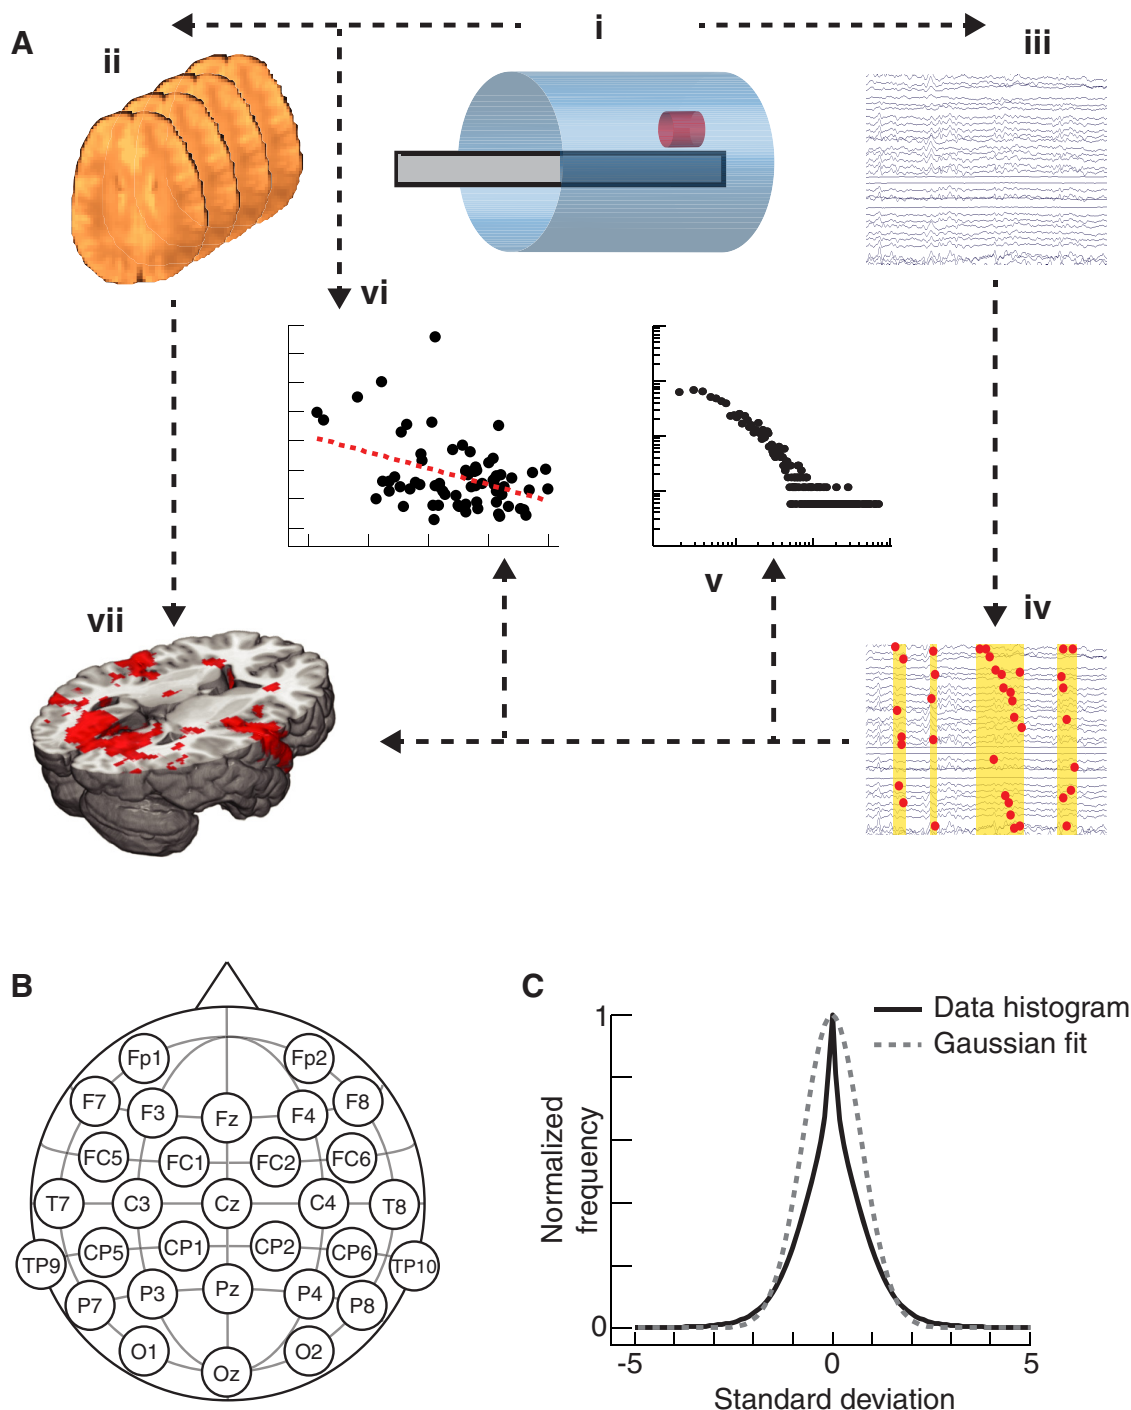 A
i
ii
iii
vi
v
iv
vii
B
Fp1 Fp2
F7 F3 Fz F4 F8
FC5 FC1 FC2 FC6
T7 C3 Cz C4 T8
TP9 CP5 CP1 CP2 CP6 TP10
P7 P3 Pz P4 P8
O1 Oz O2
C
Data histogram
Gaussian fit
1
0
Normalized
frequency
-5 0 5
Standard deviation